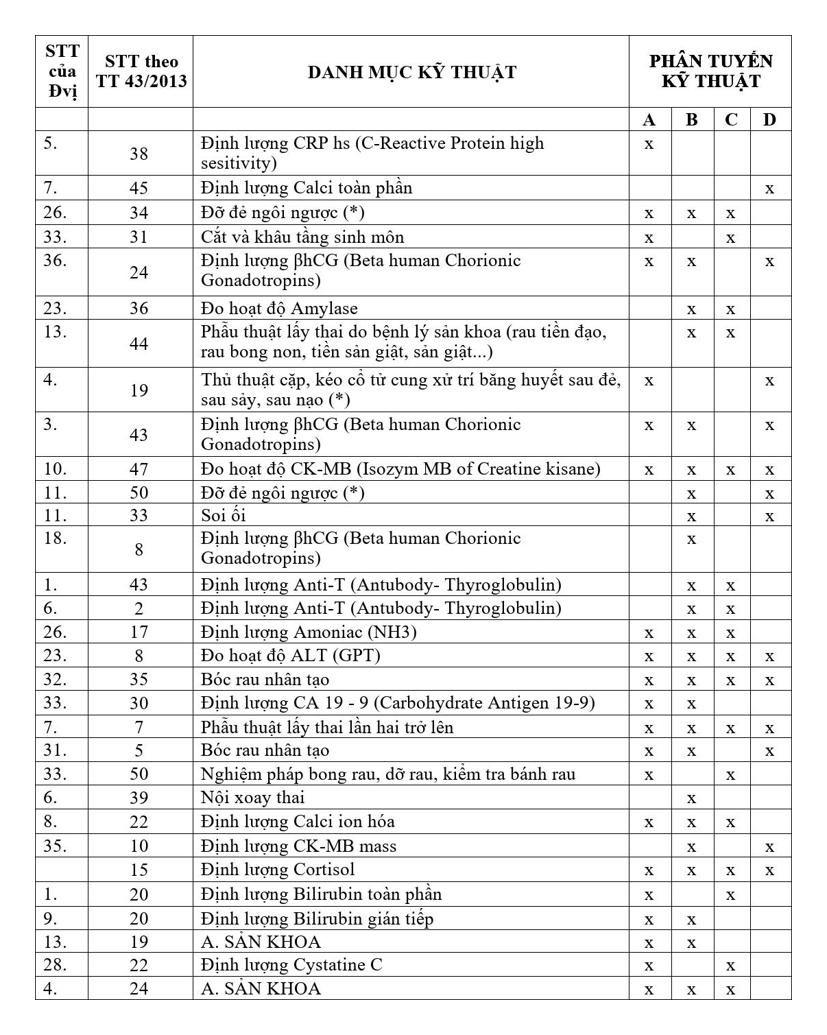 STT của Đvị | STT theo TT 43/2013 | DANH MỤC KỸ THUẬT | PHÂN TUYẾN KỸ THUẬT
| | | A | B | C | D
5. | 38 | Định lượng CRP hs (C-Reactive Protein high sesitivity) | x | | |
7. | 45 | Định lượng Calci toàn phần | | | | x
26. | 34 | Đỡ đẻ ngôi ngược (*) | x | x | x |
33. | 31 | Cắt và khâu tầng sinh môn | x | | x |
36. | 24 | Định lượng βhCG (Beta human Chorionic Gonadotropins) | x | x | | x
23. | 36 | Đo hoạt độ Amylase | | x | x |
13. | 44 | Phẫu thuật lấy thai do bệnh lý sản khoa (rau tiền đạo, rau bong non, tiền sản giật, sản giật...) | | x | x |
4. | 19 | Thủ thuật cặp, kéo cổ tử cung xử trí băng huyết sau đẻ, sau sảy, sau nạo (*) | x | | | x
3. | 43 | Định lượng βhCG (Beta human Chorionic Gonadotropins) | x | x | | x
10. | 47 | Đo hoạt độ CK-MB (Isozym MB of Creatine kisane) | x | x | x | x
11. | 50 | Đỡ đẻ ngôi ngược (*) | | x | | x
11. | 33 | Soi ối | | x | | x
18. | 8 | Định lượng βhCG (Beta human Chorionic Gonadotropins) | | x | |
1. | 43 | Định lượng Anti-T (Antubody- Thyroglobulin) | | x | x |
6. | 2 | Định lượng Anti-T (Antubody- Thyroglobulin) | | x | x |
26. | 17 | Định lượng Amoniac (NH3) | x | x | x |
23. | 8 | Đo hoạt độ ALT (GPT) | x | x | x | x
32. | 35 | Bóc rau nhân tạo | x | x | x | x
33. | 30 | Định lượng CA 19 - 9 (Carbohydrate Antigen 19-9) | x | x | |
7. | 7 | Phẫu thuật lấy thai lần hai trở lên | x | x | x | x
31. | 5 | Bóc rau nhân tạo | x | x | | x
33. | 50 | Nghiệm pháp bong rau, dỡ rau, kiểm tra bánh rau | x | | x |
6. | 39 | Nội xoay thai | | x | |
8. | 22 | Định lượng Calci ion hóa | x | x | x |
35. | 10 | Định lượng CK-MB mass | | x | | x
| 15 | Định lượng Cortisol | x | x | x | x
1. | 20 | Định lượng Bilirubin toàn phần | x | | x |
9. | 20 | Định lượng Bilirubin gián tiếp | x | x | |
13. | 19 | A. SẢN KHOA | x | x | |
28. | 22 | Định lượng Cystatine C | x | | x |
4. | 24 | A. SẢN KHOA | x | x | x |